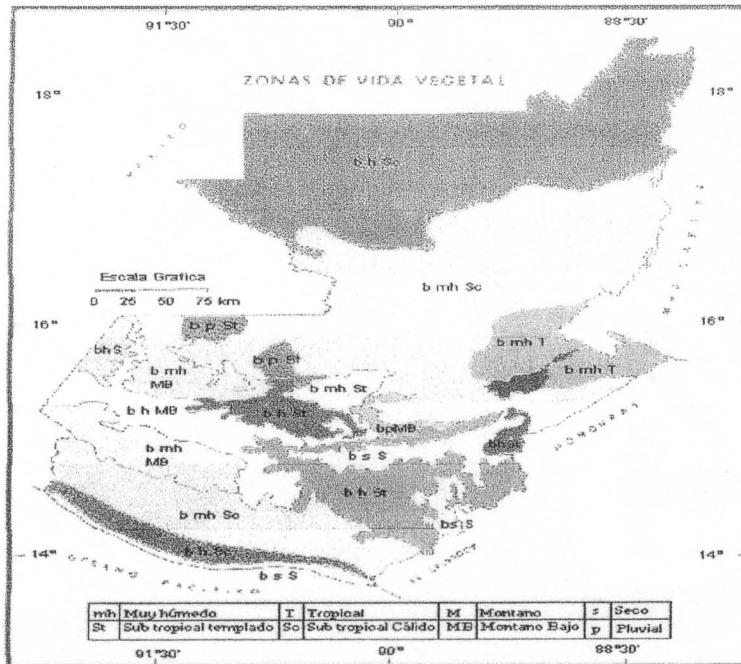 91°30' 90° 88°30'
ZONAS DE VIDA VEGETAL
18° 18°
b h Sc
Escala Grafica
0 25 50 75 km
b mh Sc
16° 16°
b p St
bh S
b mh T
b mh
MB
b p St
b mh T
b mh St
b h MB
b h St
bpMB
HONDURAS
b mh
MB
b s S
b h St
b mh Sc
bs S
14° 14°
OCEANO PACIFICO
b s S
mh Muy húmedo T Tropical M Montano s Seco
St Sub tropical templado Sc Sub tropical Cálido MB Montano Bajo p Pluvial
91°30' 90° 88°30'